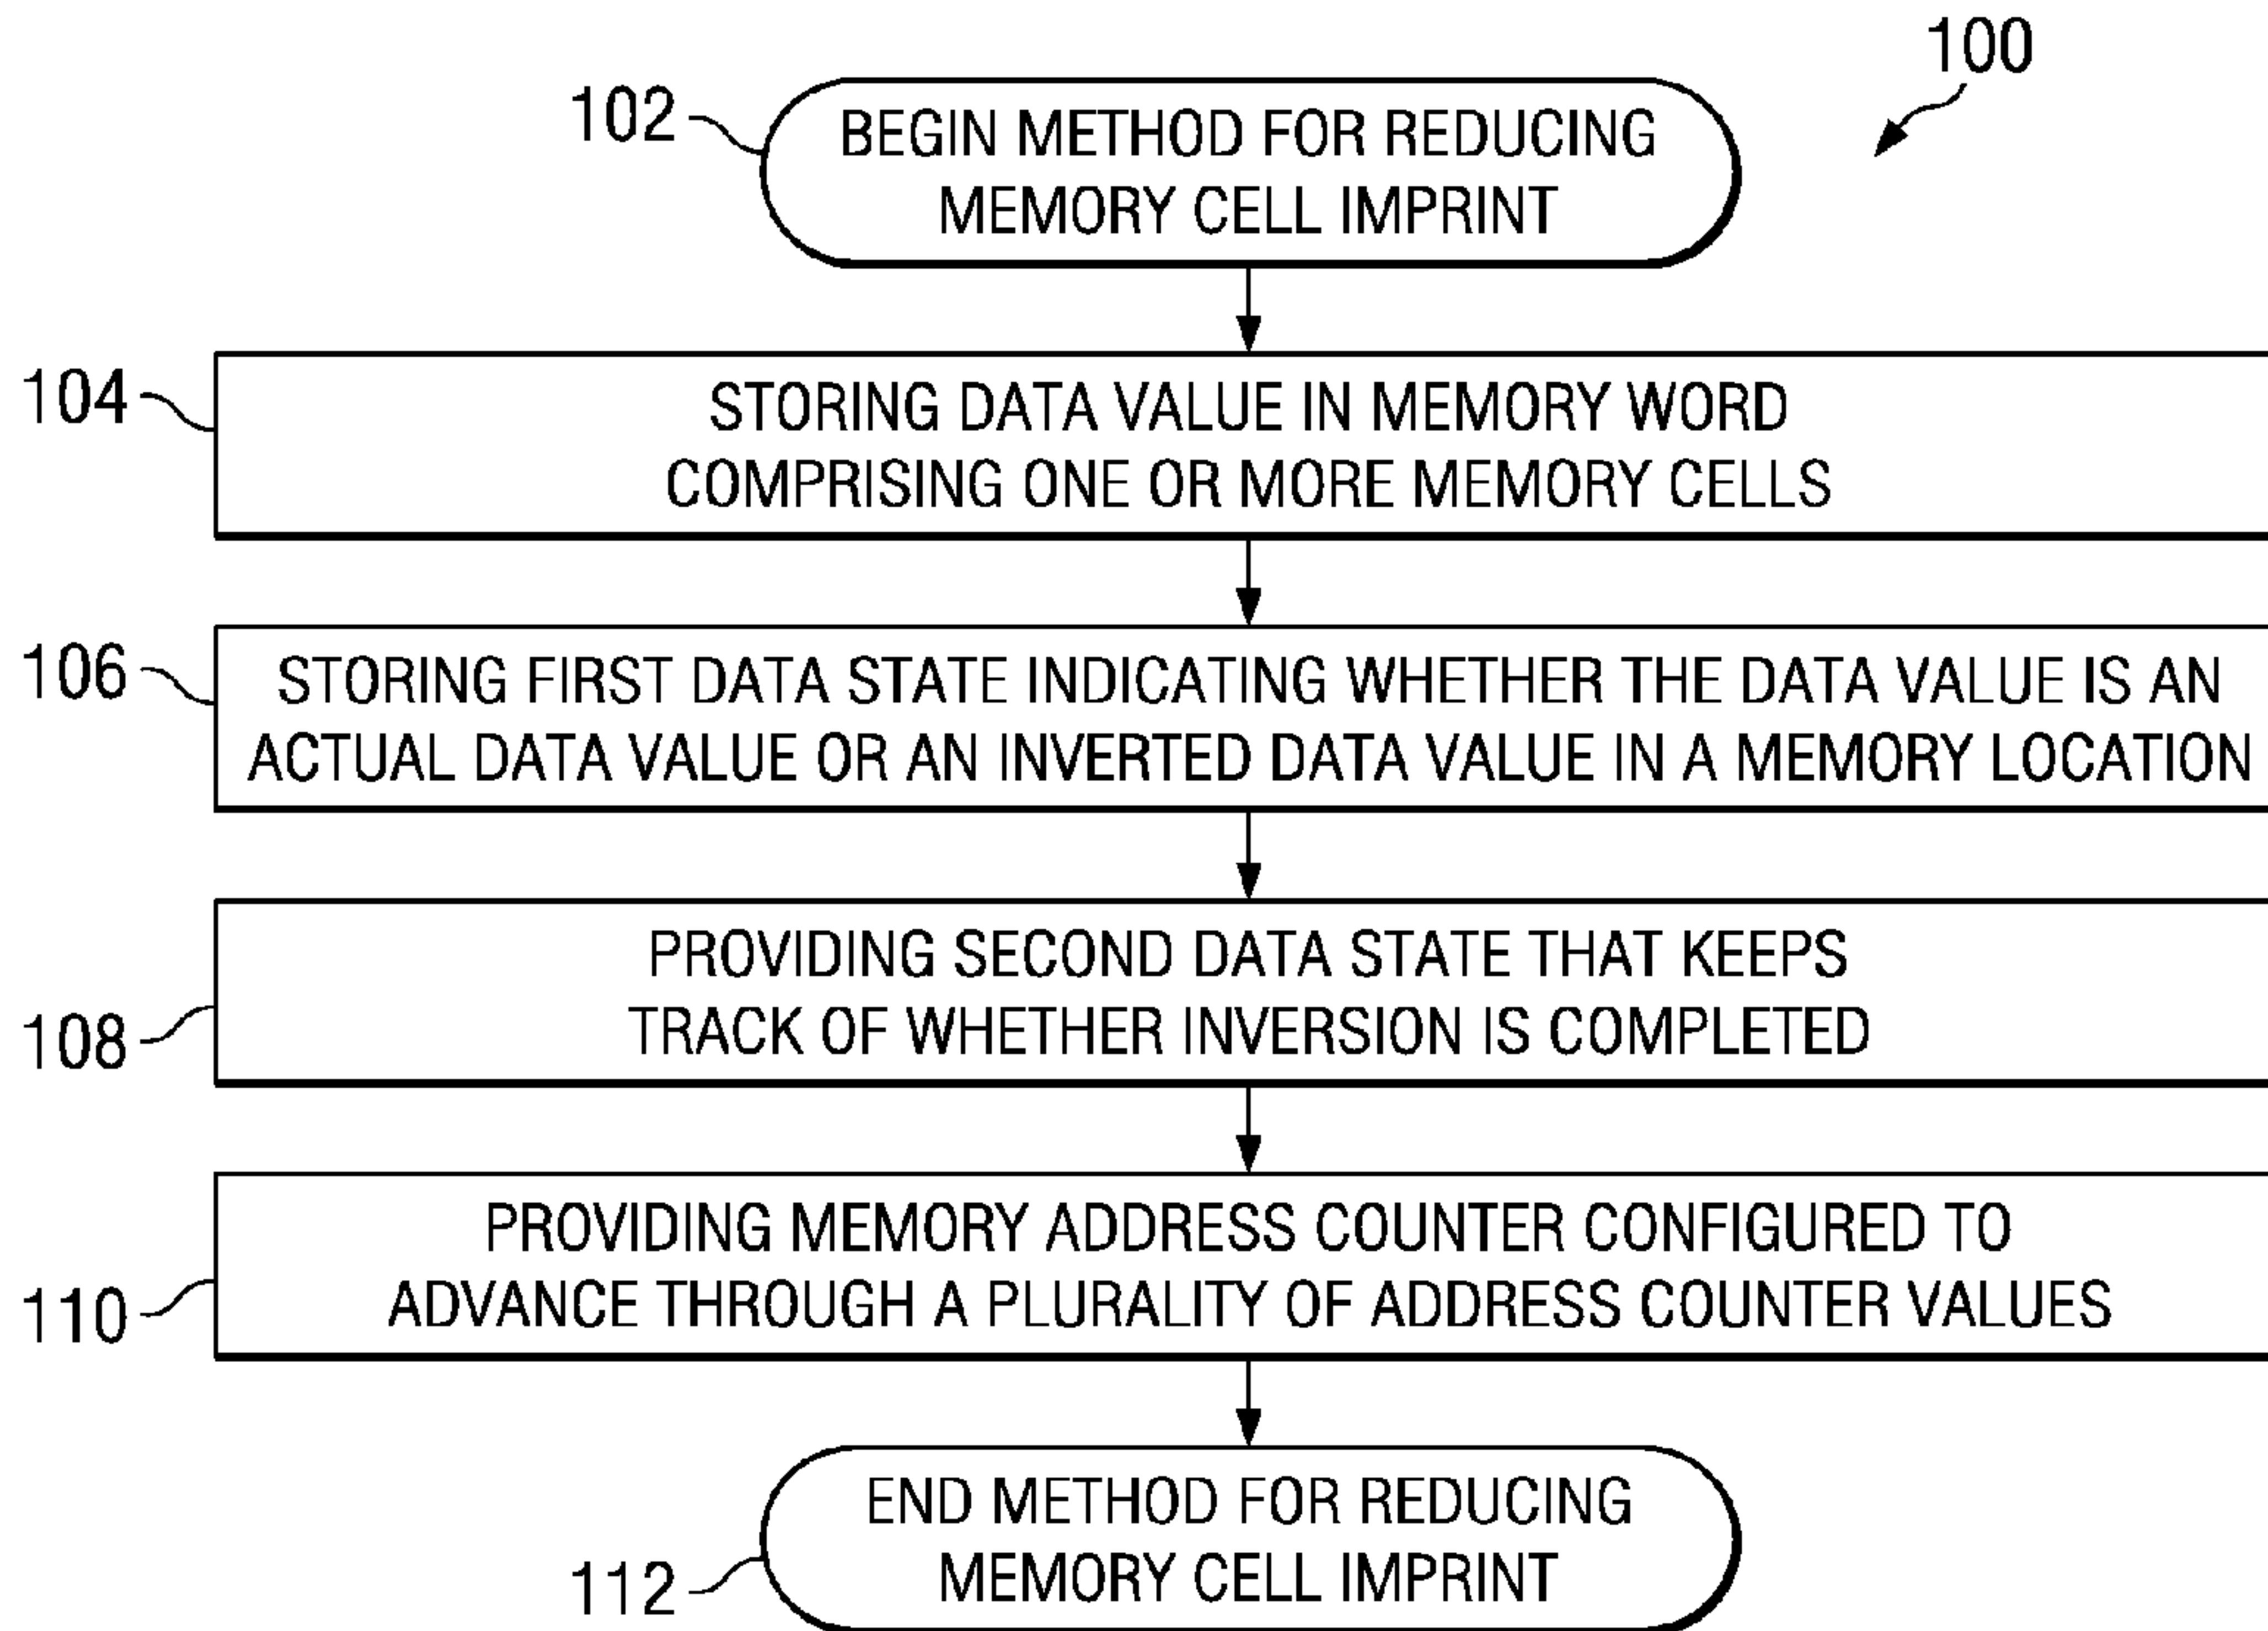 100
102
BEGIN METHOD FOR REDUCING
MEMORY CELL IMPRINT
104
STORING DATA VALUE IN MEMORY WORD
COMPRISING ONE OR MORE MEMORY CELLS
106
STORING FIRST DATA STATE INDICATING WHETHER THE DATA VALUE IS AN
ACTUAL DATA VALUE OR AN INVERTED DATA VALUE IN A MEMORY LOCATION
PROVIDING SECOND DATA STATE THAT KEEPS
TRACK OF WHETHER INVERSION IS COMPLETED
108
PROVIDING MEMORY ADDRESS COUNTER CONFIGURED TO
ADVANCE THROUGH A PLURALITY OF ADDRESS COUNTER VALUES
110
END METHOD FOR REDUCING
MEMORY CELL IMPRINT
112